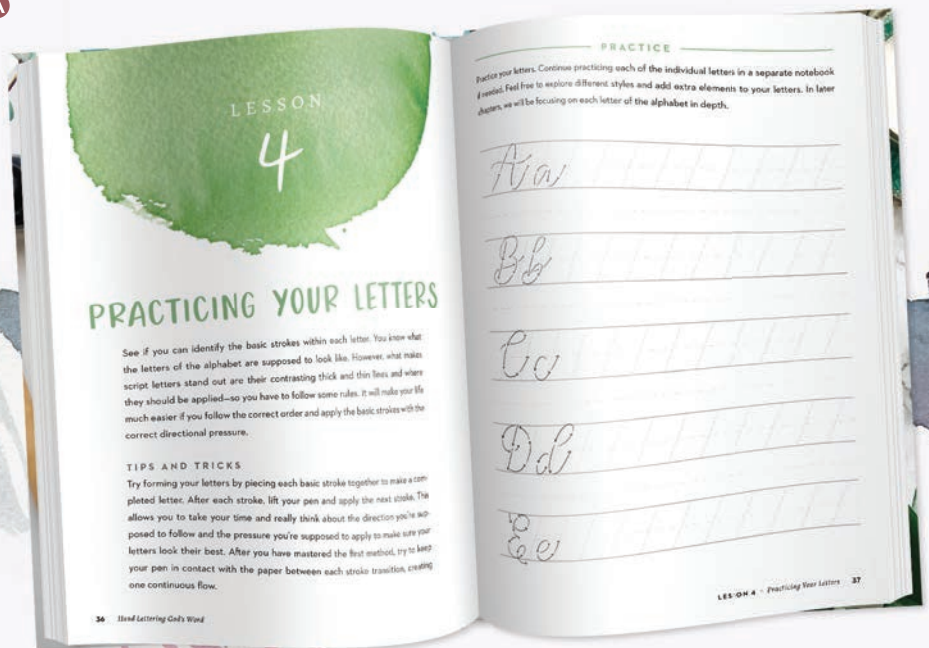 LESSON
4
PRACTICING YOUR LETTERS
See if you can identify the basic strokes within each letter. You know what
the letters of the alphabet are supposed to look like. However, what makes
script letters stand out are their contrasting thick and thin lines and where
they should be applied—so you have to follow some rules. It will make your life
much easier if you follow the correct order and apply the basic strokes with the
correct directional pressure.
TIPS AND TRICKS
Try forming your letters by piecing each basic stroke together to make a com-
pleted letter. After each stroke, lift your pen and apply the next stroke. This
allows you to take your time and really think about the direction you're sup-
posed to follow and the pressure you're supposed to apply to make sure your
letters look their best. After you have mastered the first method, try to keep
your pen in contact with the paper between each stroke transition, creating
one continuous flow.
36 Hand Lettering God's Word
PRACTICE
Practice your letters. Continue practicing each of the individual letters in a separate notebook
if needed. Feel free to explore different styles and add extra elements to your letters. In later
chapters, we will be focusing on each letter of the alphabet in depth.
A a
B b
C c
D d
E e
LESSON 4 • Practicing Your Letters 37